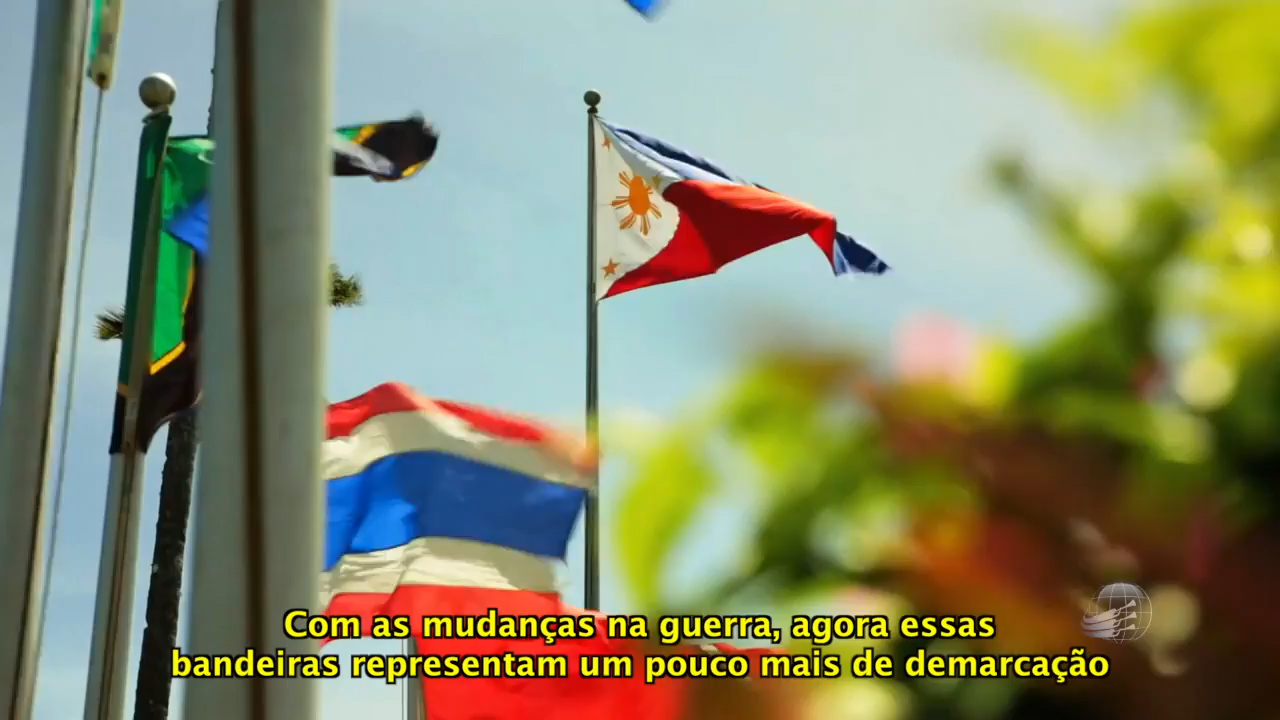 Com as mudanças na guerra, agora essas
bandeiras representam um pouco mais de demarcação